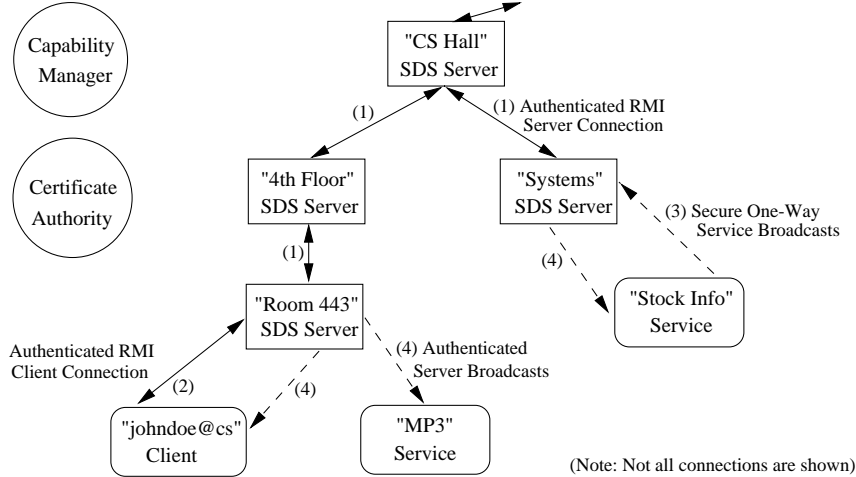 Capability
Manager
"CS Hall"
SDS Server
(1)
(1) Authenticated RMI
Server Connection
Certificate
Authority
"4th Floor"
SDS Server
"Systems"
SDS Server
(3) Secure One-Way
Service Broadcasts
(1)
(4)
"Room 443"
SDS Server
"Stock Info"
Service
Authenticated RMI
Client Connection
(2)
(4)
(4) Authenticated
Server Broadcasts
"johndoe@cs"
Client
"MP3"
Service
(Note: Not all connections are shown)